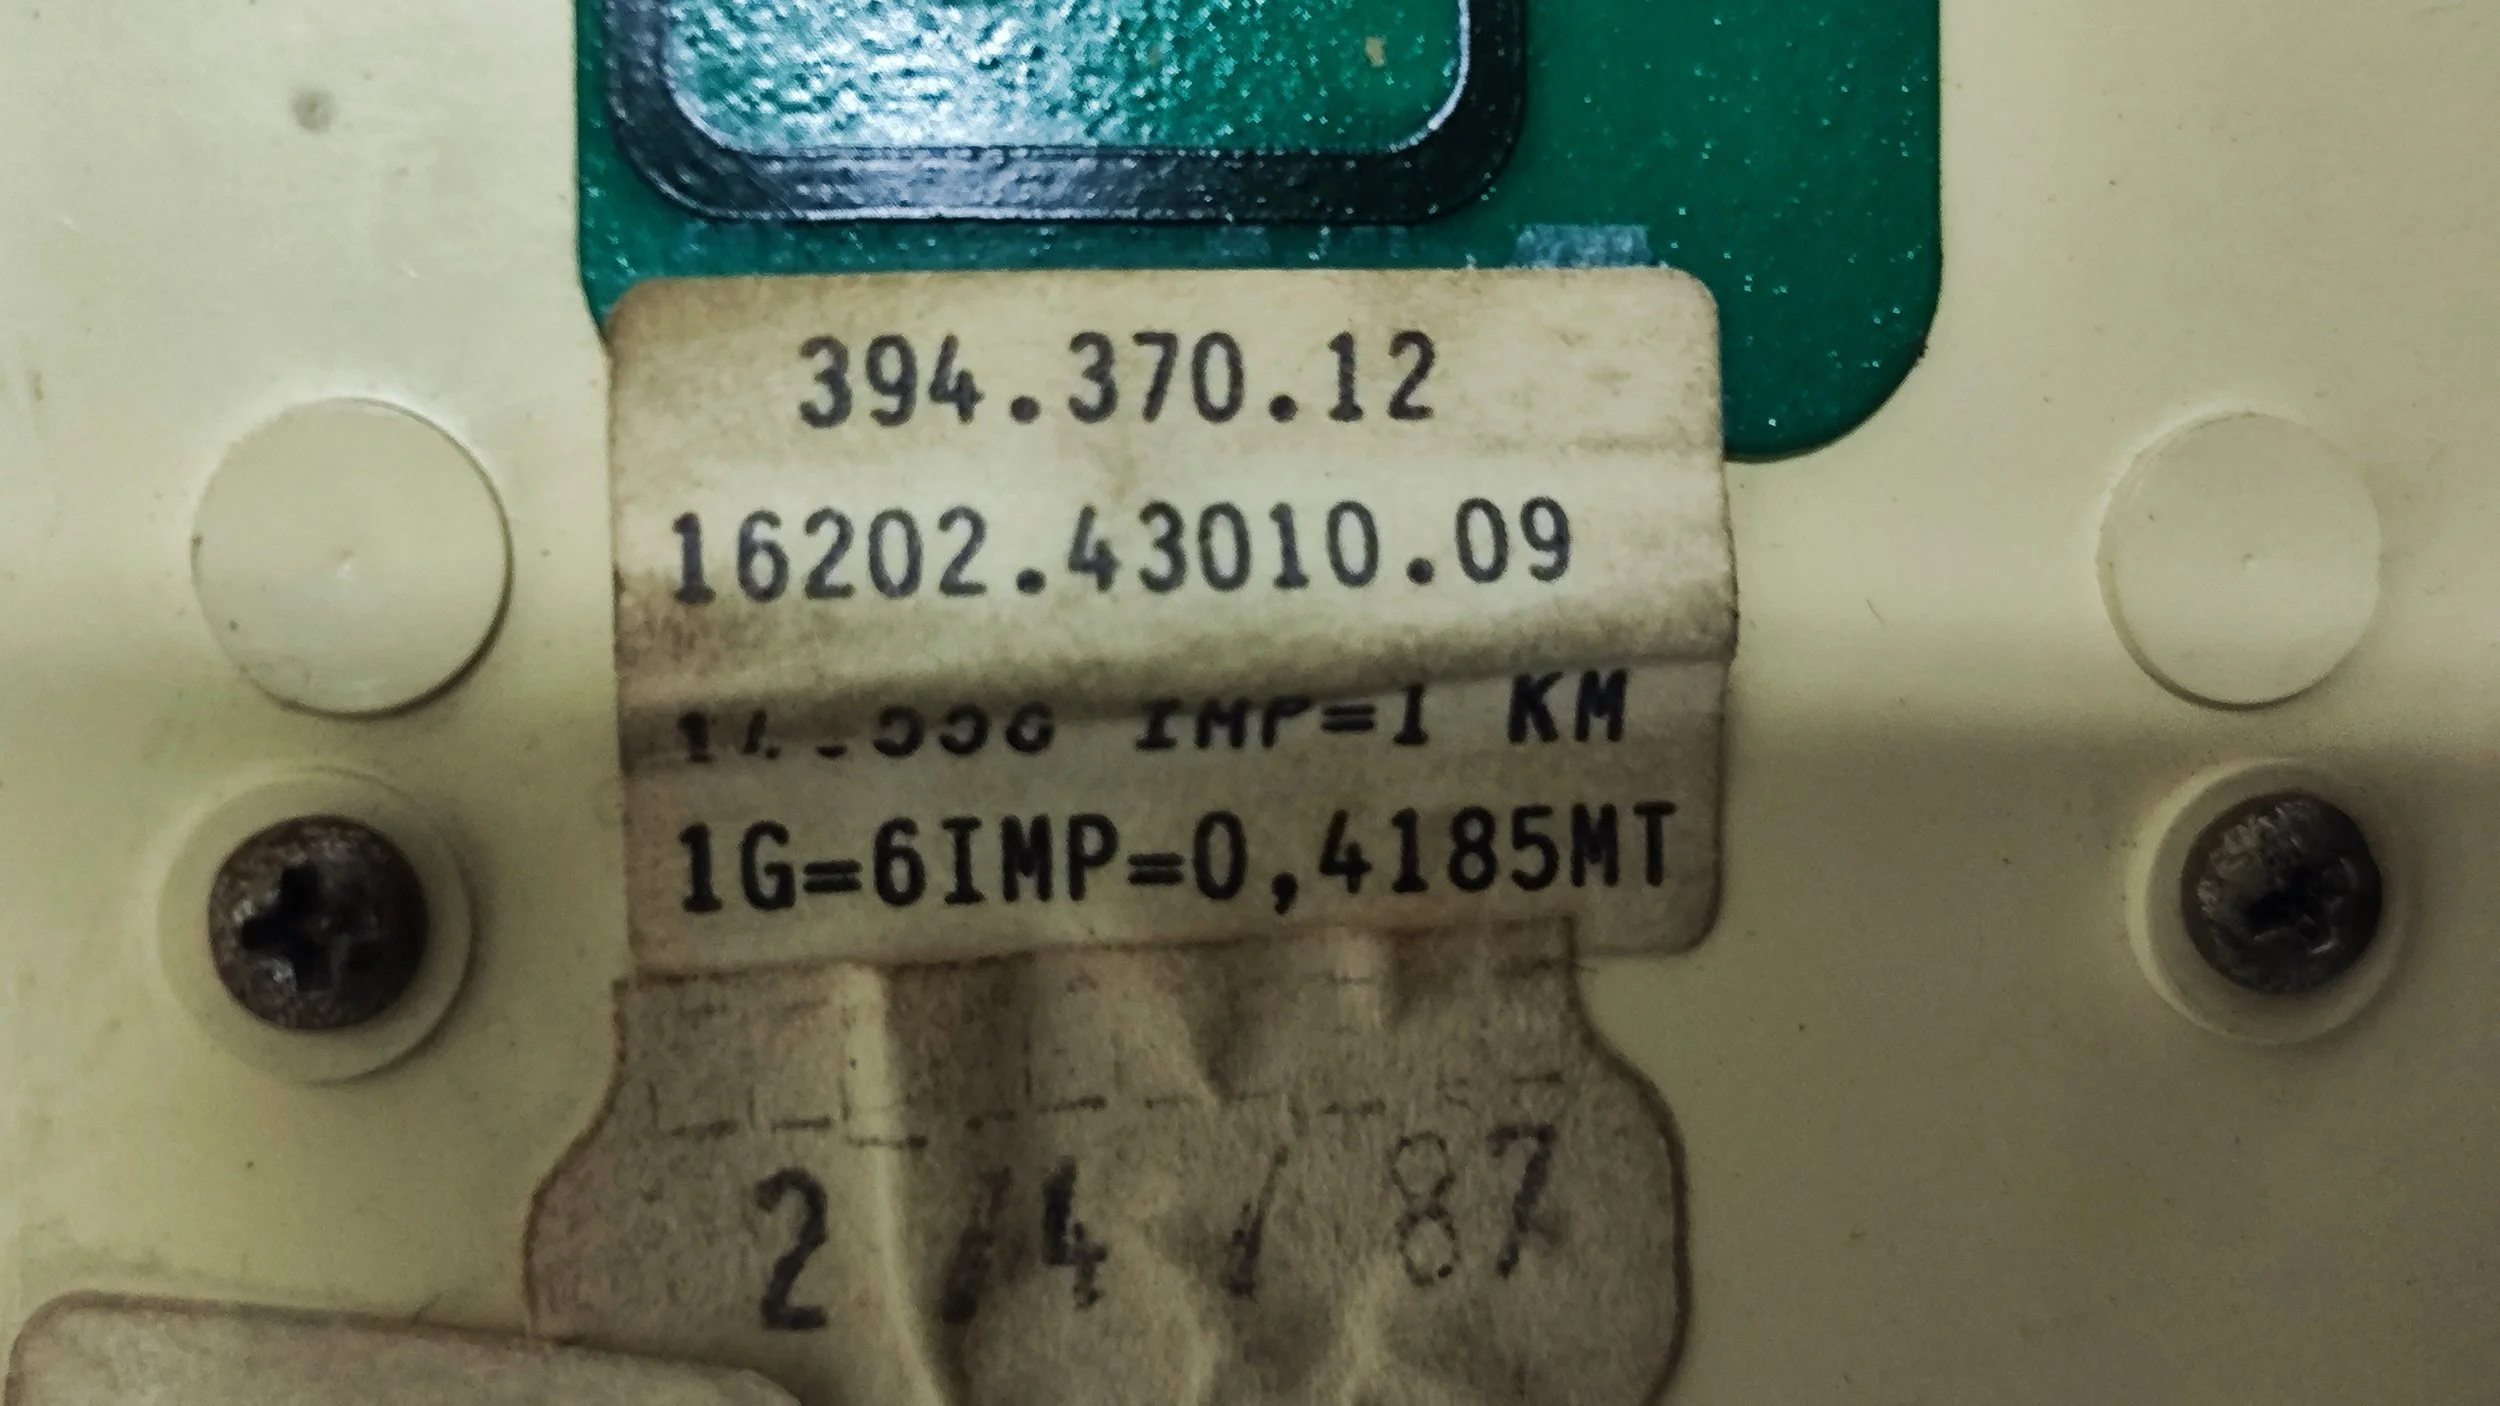 394.370.12
16202.43010.09
IMP=1 KM
1G=6IMP=0,4185MT
2/4/87